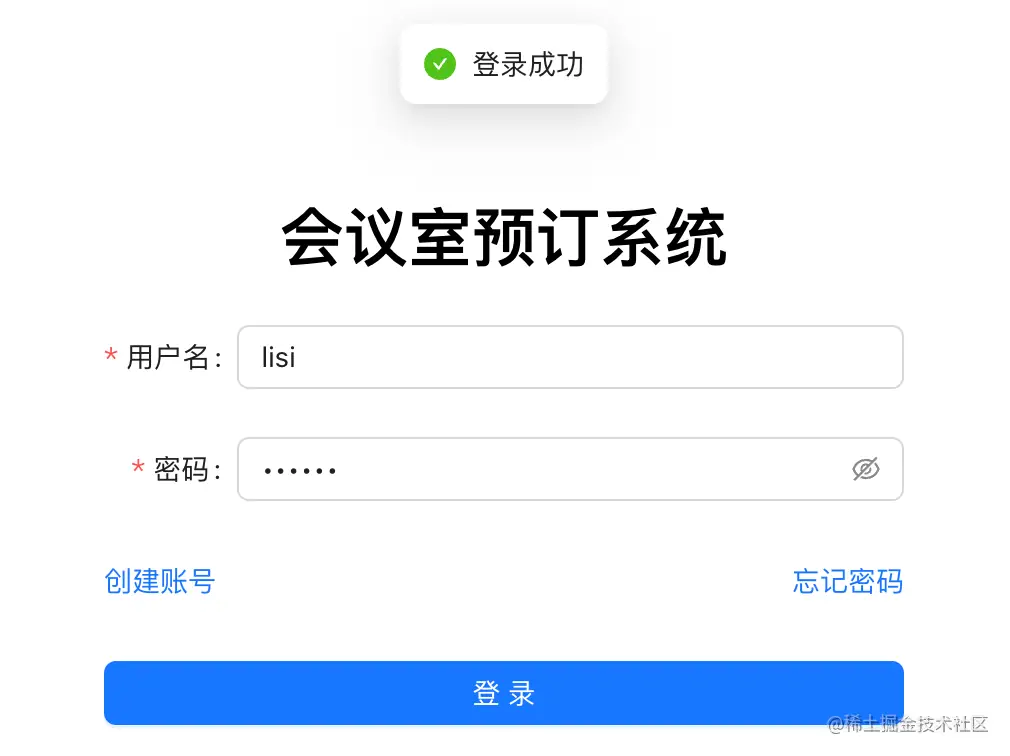 登录成功
会议室预订系统
* 用户名:
lisi
* 密码:
••••••
创建账号
忘记密码
登 录
@稀土掘金技术社区